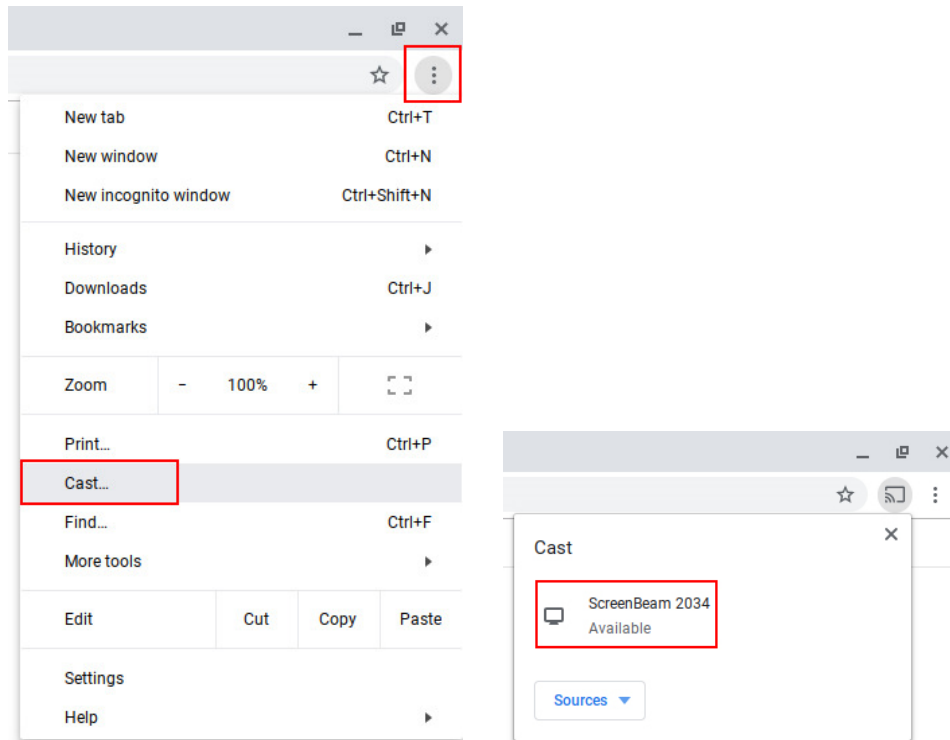 New tab Ctrl+T
New window Ctrl+N
New incognito window Ctrl+Shift+N
History
Downloads Ctrl+J
Bookmarks
Zoom - 100% +
Print... Ctrl+P
Cast...
Find... Ctrl+F
More tools
Edit Cut Copy Paste
Settings
Help
Cast
ScreenBeam 2034
Available
Sources